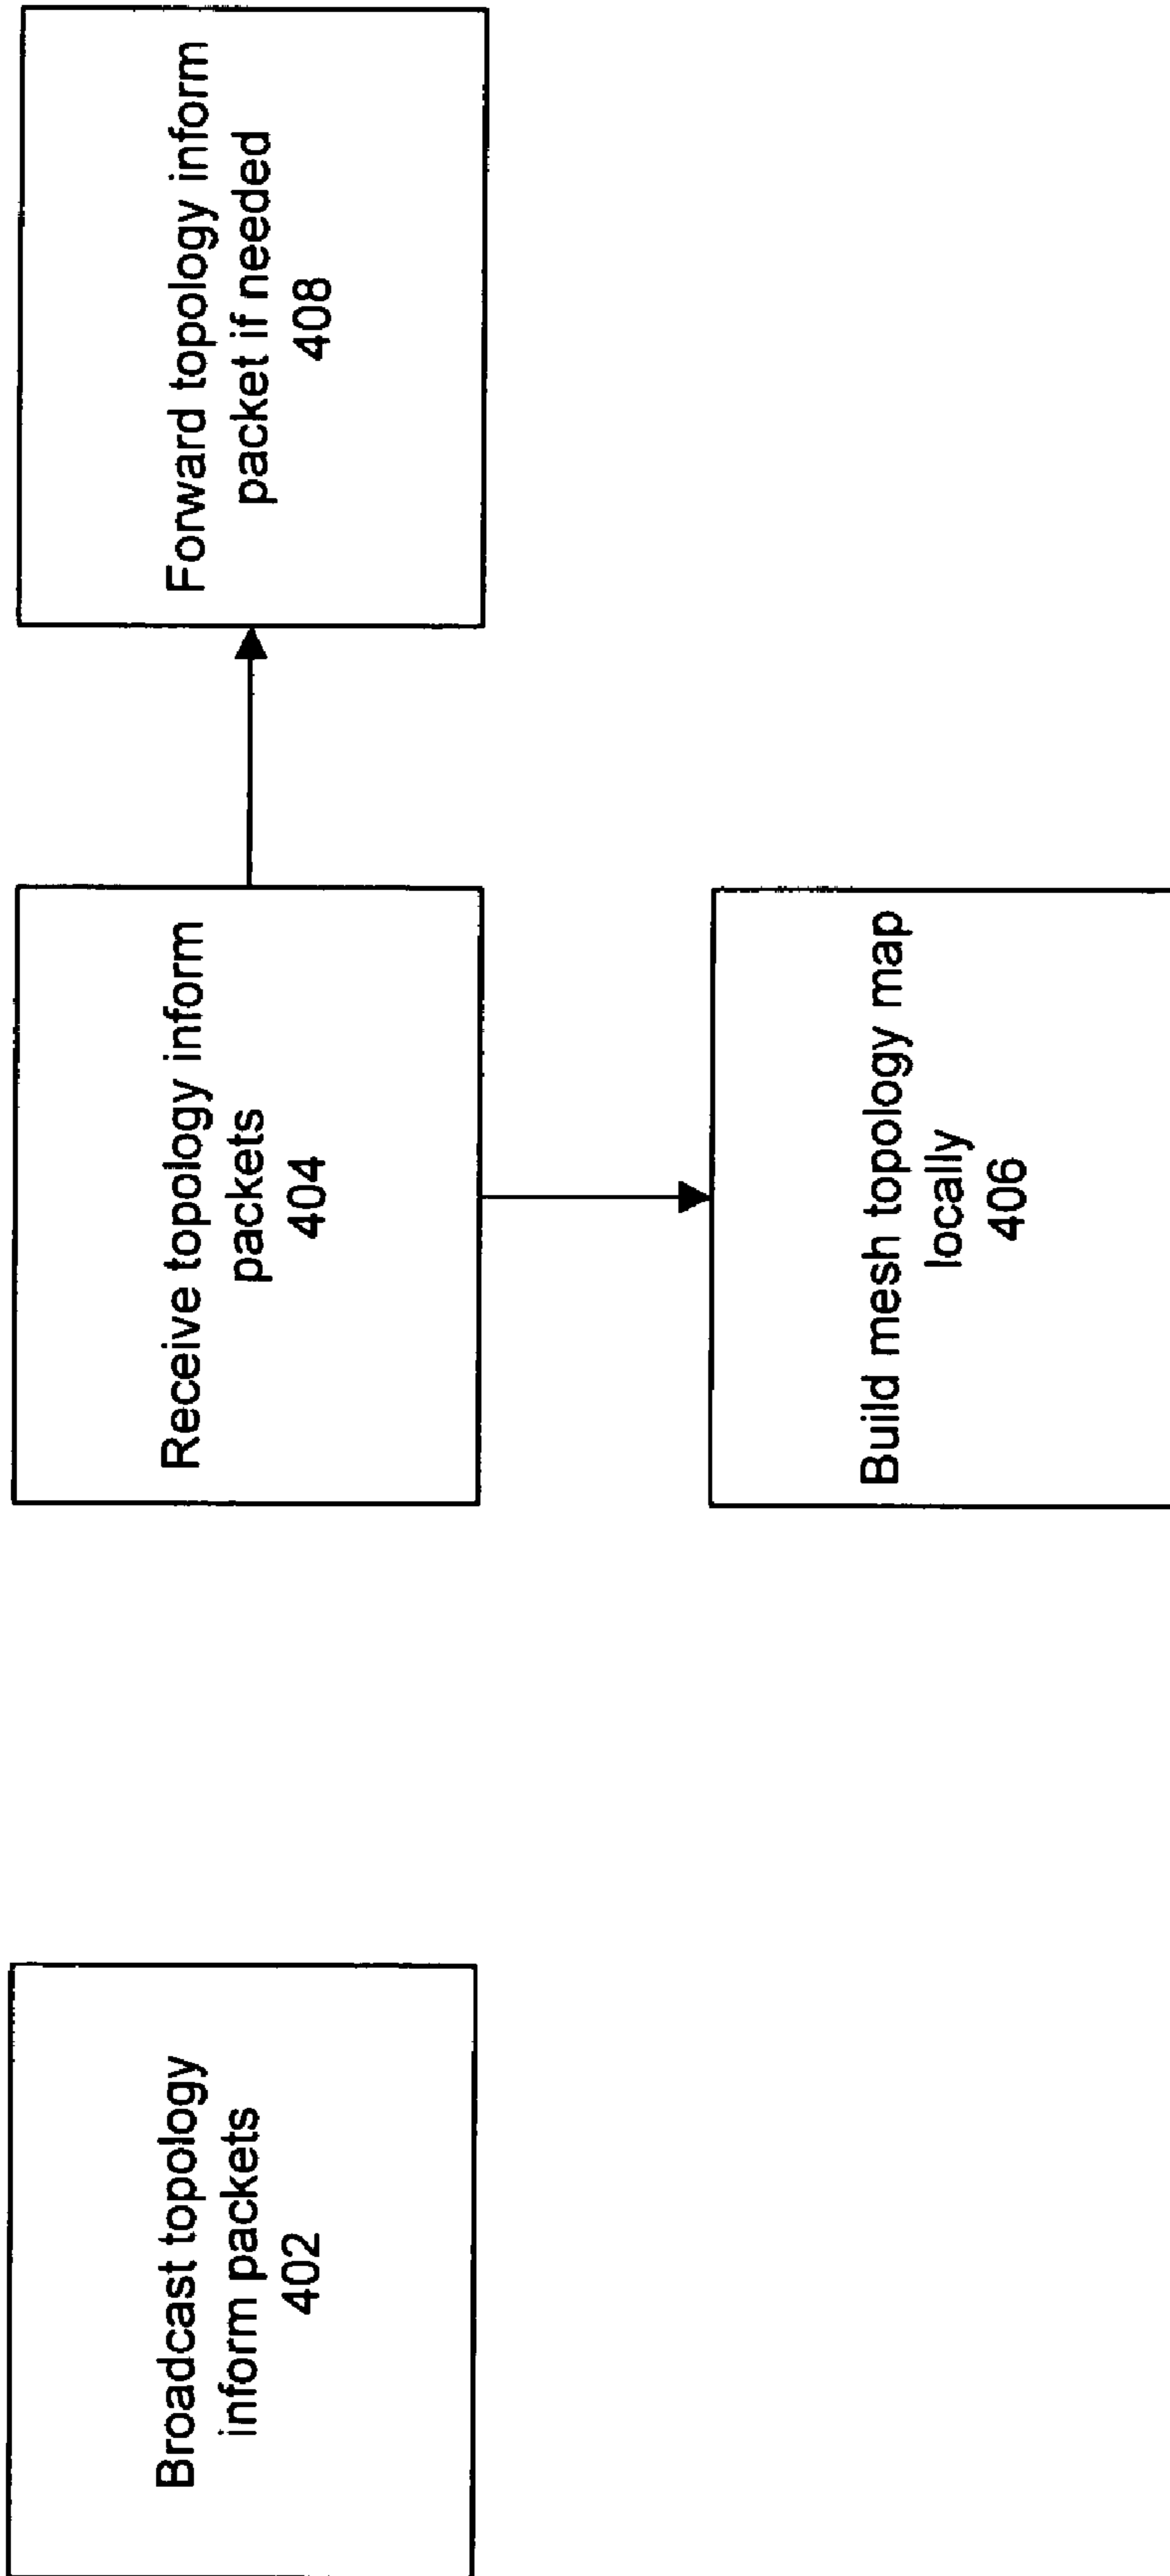 Broadcast topology
inform packets
402
Receive topology inform
packets
404
Forward topology inform
packet if needed
408
Build mesh topology map
locally
406